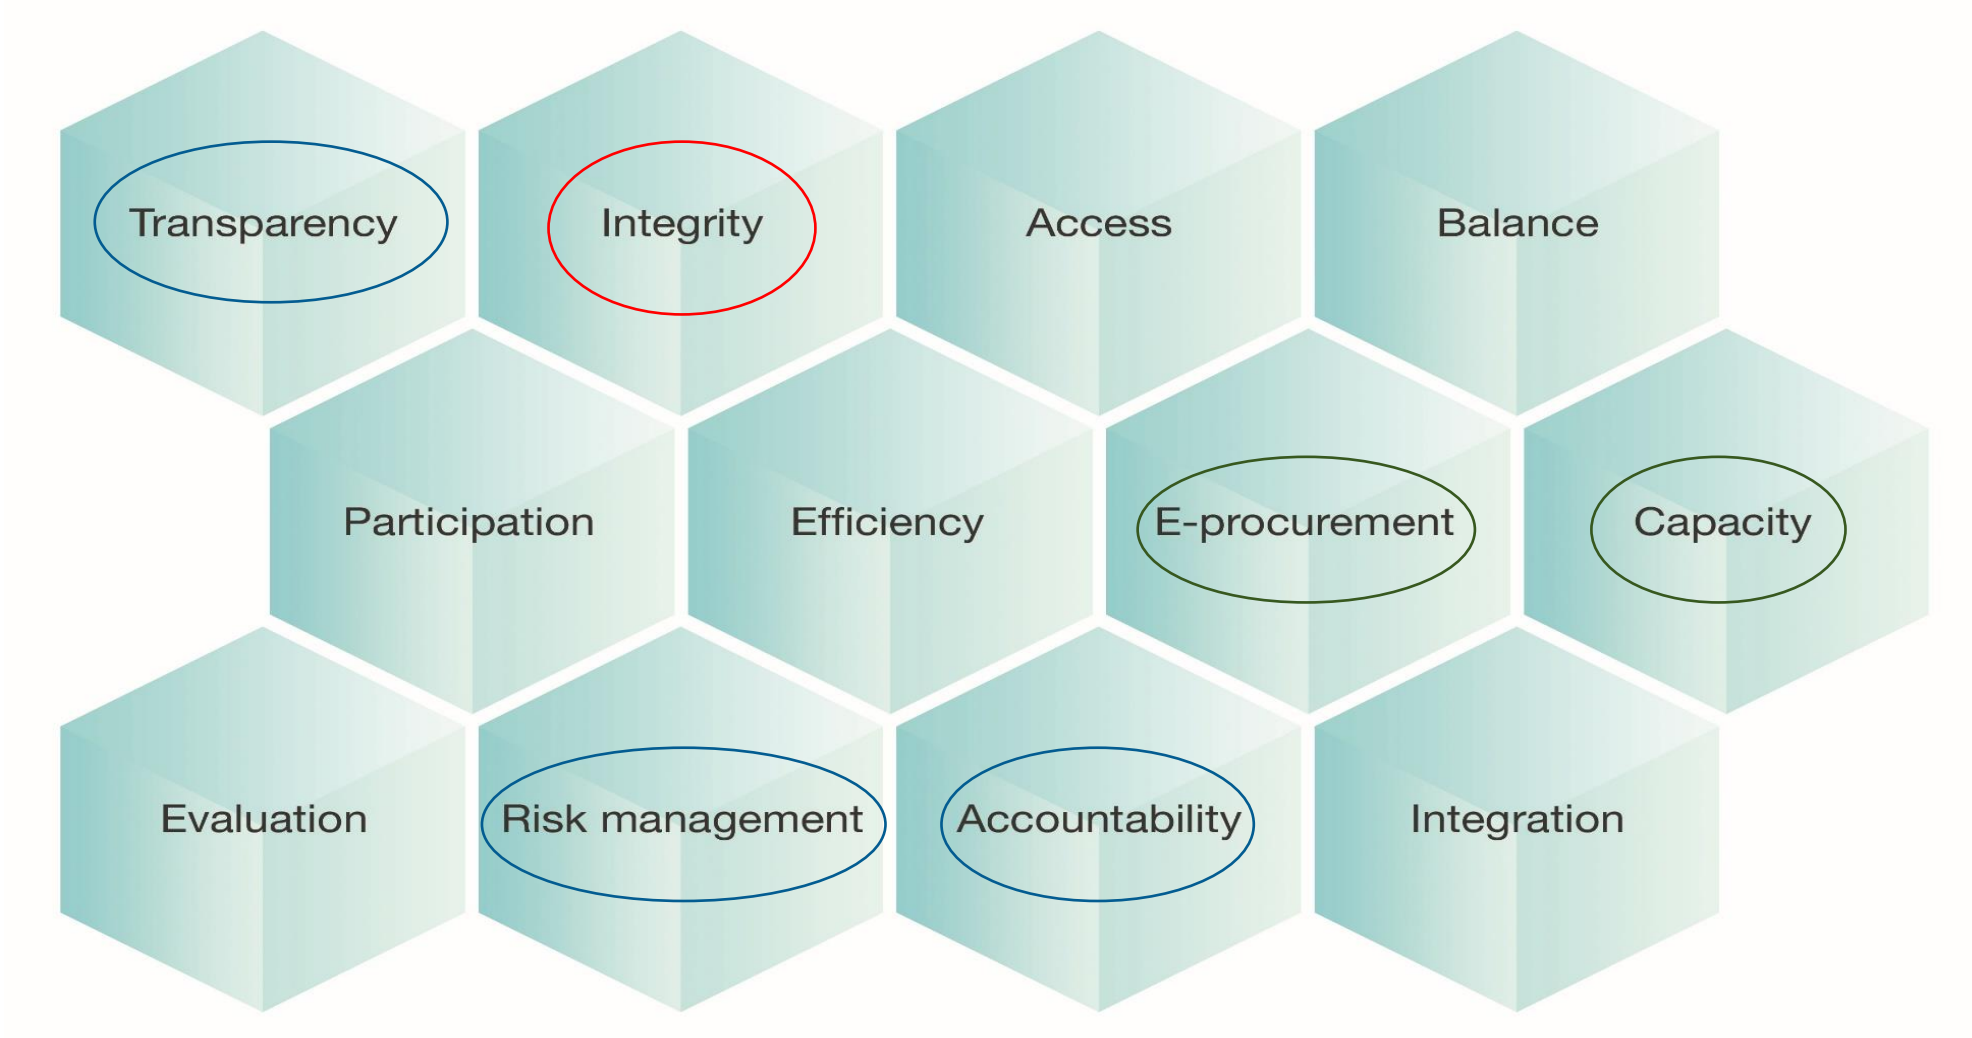 Transparency
Integrity
Access
Balance
Participation
Efficiency
E-procurement
Capacity
Evaluation
Risk management
Accountability
Integration